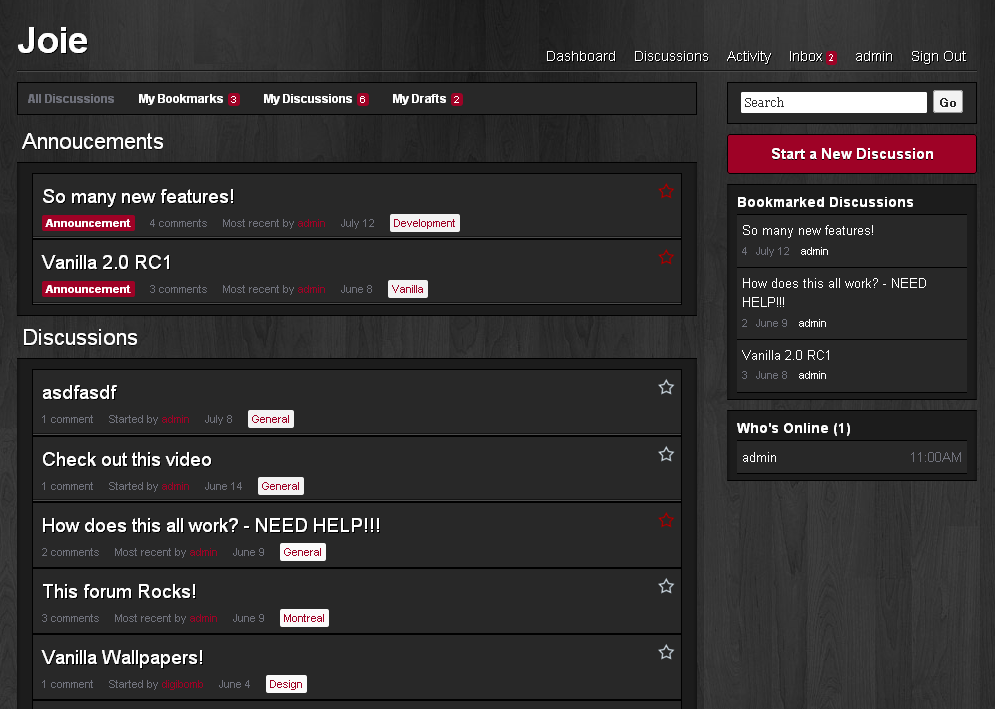 Joie
Dashboard Discussions Activity Inbox 2 admin Sign Out
All Discussions My Bookmarks 3 My Discussions 6 My Drafts 2
Search Go
Annoucements
So many new features!
Announcement 4 comments Most recent by admin July 12 Development
Vanilla 2.0 RC1
Announcement 3 comments Most recent by admin June 8 Vanilla
Discussions
asdfasdf
1 comment Started by admin July 8 General
Check out this video
1 comment Started by admin June 14 General
How does this all work? - NEED HELP!!!
2 comments Most recent by admin June 9 General
This forum Rocks!
3 comments Most recent by admin June 9 Montreal
Vanilla Wallpapers!
1 comment Started by digibomb June 4 Design
Start a New Discussion
Bookmarked Discussions
So many new features!
4 July 12 admin
How does this all work? - NEED
HELP!!!
2 June 9 admin
Vanilla 2.0 RC1
3 June 8 admin
Who's Online (1)
admin 11:00AM